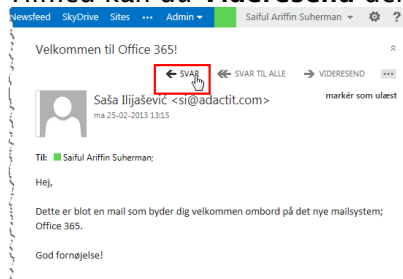 Newsfeed SkyDrive Sites ... Admin Saiful Ariffin Suherman ?
Velkommen til Office 365!
SVAR SVAR TIL ALLE VIDERESEND ...
Saša Ilijašević <si@adactit.com> markér som ulæst
ma 25-02-2013 13:15
Til: Saiful Ariffin Suherman;
Hej,
Dette er blot en mail som byder dig velkommen ombord på det nye mailsystem;
Office 365.
God fornøjelse!